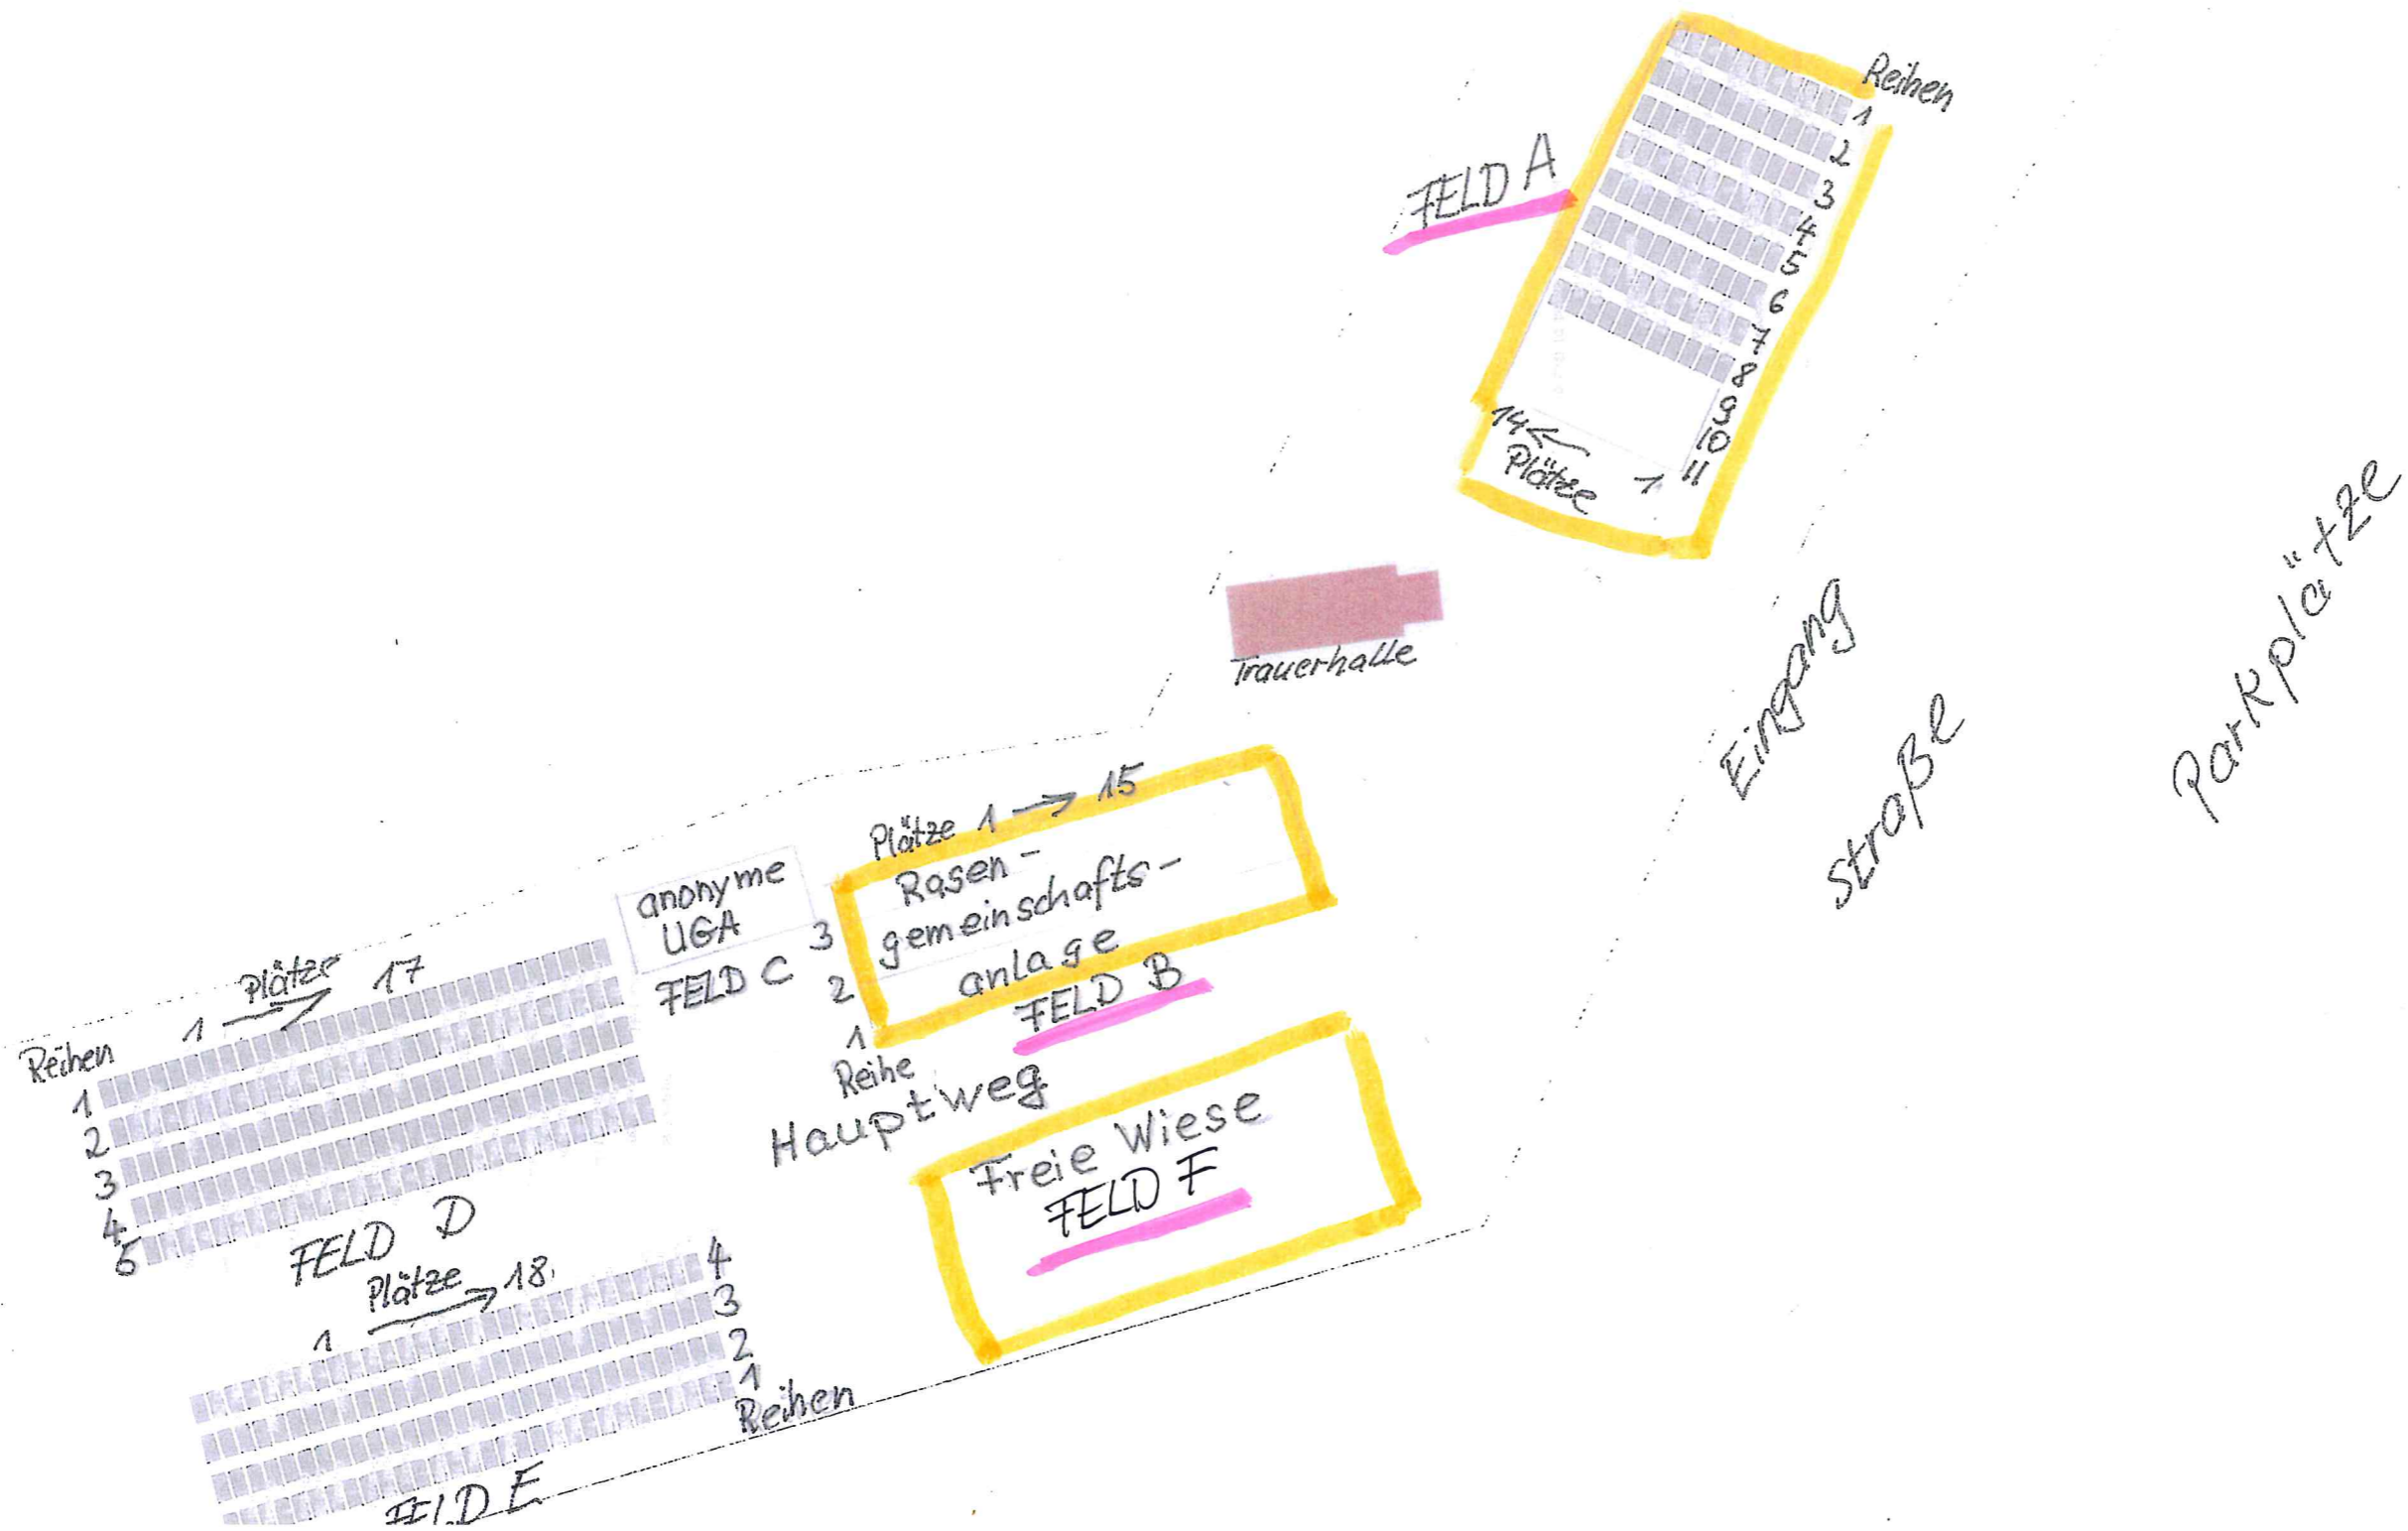 Reihen
1
2
3
4
5
6
7
8
9
10
11
FELD A
14 ←
Plätze 1
Trauerhalle
Eingang
Straße
Parkplätze
Plätze 1 → 15
Rasen-
gemeinschafts-
anlage
FELD B
3
2
1
Reihe
anonyme
UGA
FELD C
Hauptweg
Freie Wiese
FELD F
Plätze
1 → 17
Reihen
1
2
3
4
5
FELD D
Plätze
1 → 18.
4
3
2
1
Reihen
FELD E